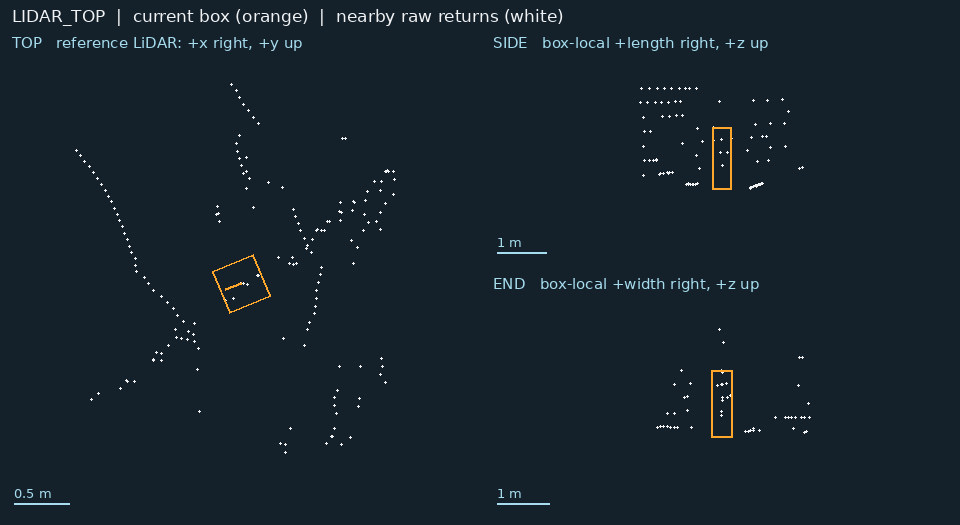 LIDAR_TOP | current box (orange) | nearby raw returns (white)
TOP reference LiDAR: +x right, +y up
SIDE box-local +length right, +z up
1 m
END box-local +width right, +z up
0.5 m
1 m